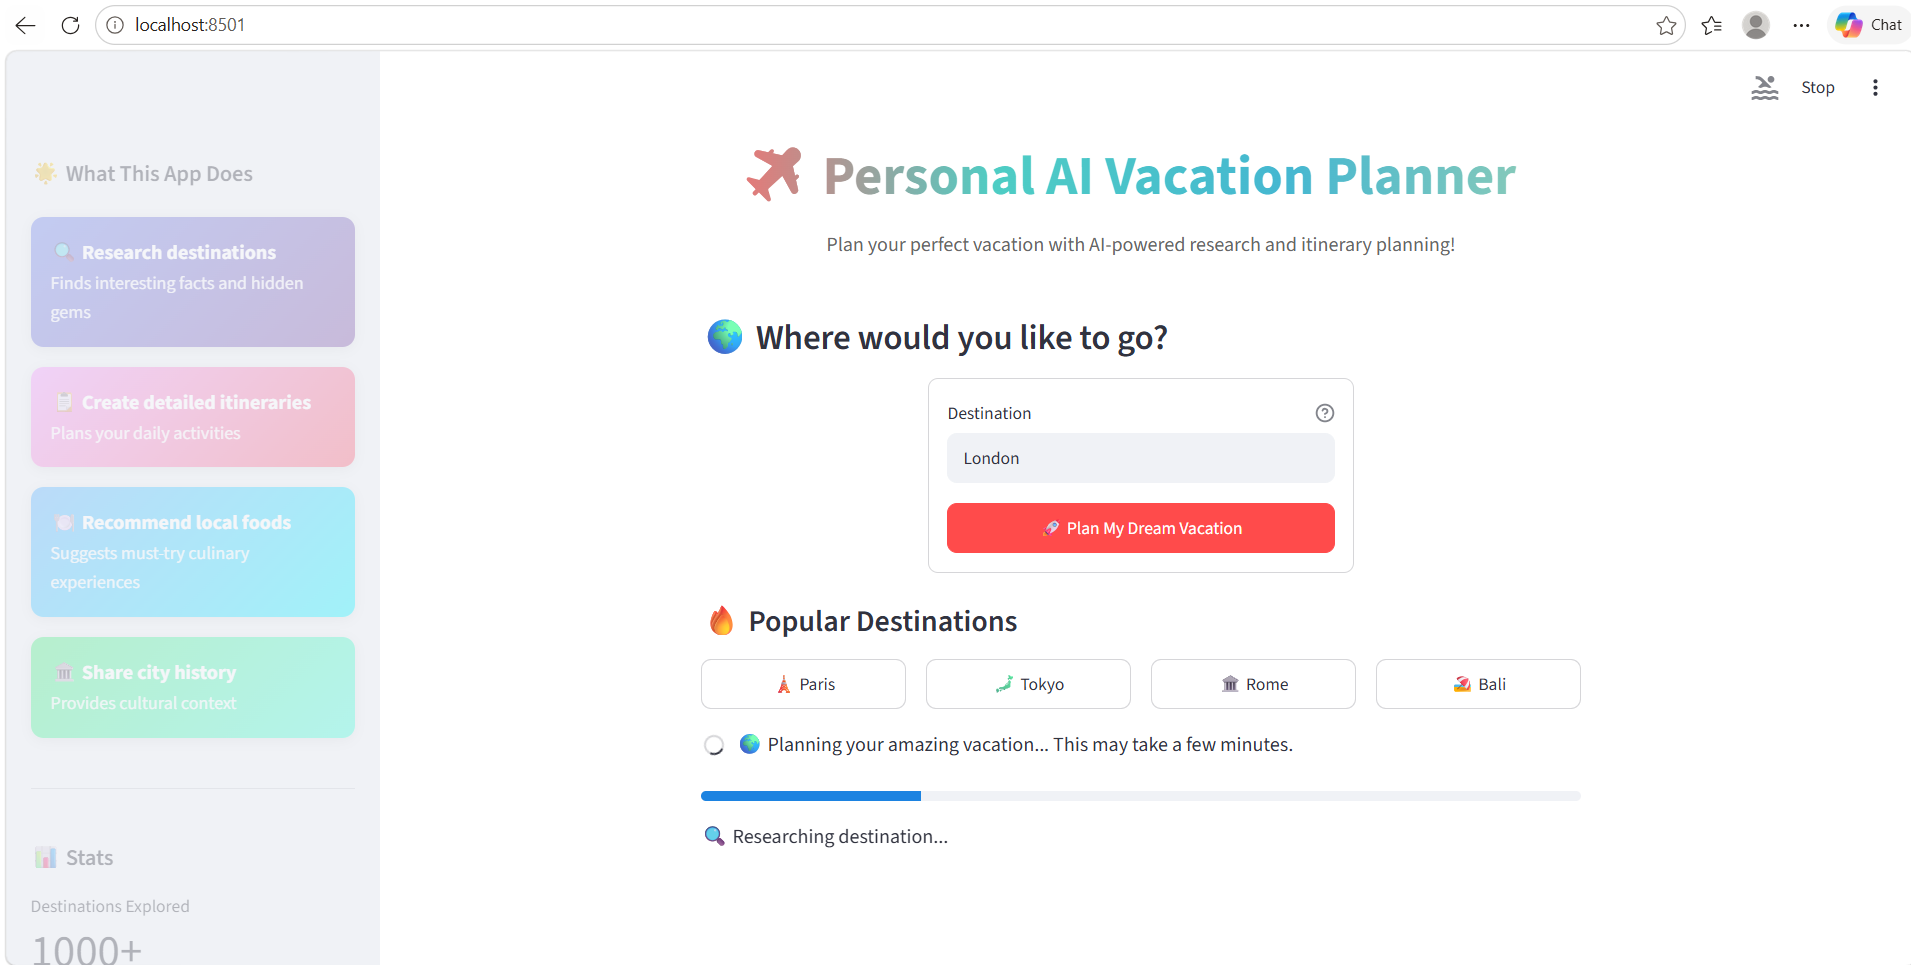 localhost:8501
Chat
Stop
What This App Does
Research destinations
Finds interesting facts and hidden
gems
Create detailed itineraries
Plans your daily activities
Recommend local foods
Suggests must-try culinary
experiences
Share city history
Provides cultural context
Stats
Destinations Explored
1000+
Personal AI Vacation Planner
Plan your perfect vacation with AI-powered research and itinerary planning!
Where would you like to go?
Destination
London
Plan My Dream Vacation
Popular Destinations
Paris
Tokyo
Rome
Bali
Planning your amazing vacation... This may take a few minutes.
Researching destination...